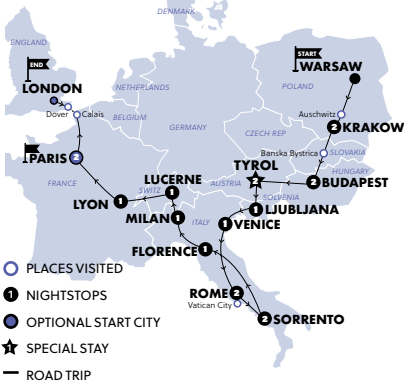 DENMARK
ENGLAND
END
LONDON
Dover
Calais
NETHERLANDS
BELGIUM
GERMANY
START
WARSAW
POLAND
Auschwitz
2 KRAKOW
CZECH REP
Banska Bystrica
SLOVAKIA
HUNGARY
PARIS 2
FRANCE
LUCERNE
1
SWITZ
TYROL
2
AUSTRIA
2 BUDAPEST
LYON 1
MILAN 1
SOLVENIA
1 LJUBLJANA
1 VENICE
ITALY
FLORENCE 1
ROME 2
Vatican City
2 SORRENTO
PLACES VISITED
1 NIGHTSTOPS
OPTIONAL START CITY
1 SPECIAL STAY
ROAD TRIP